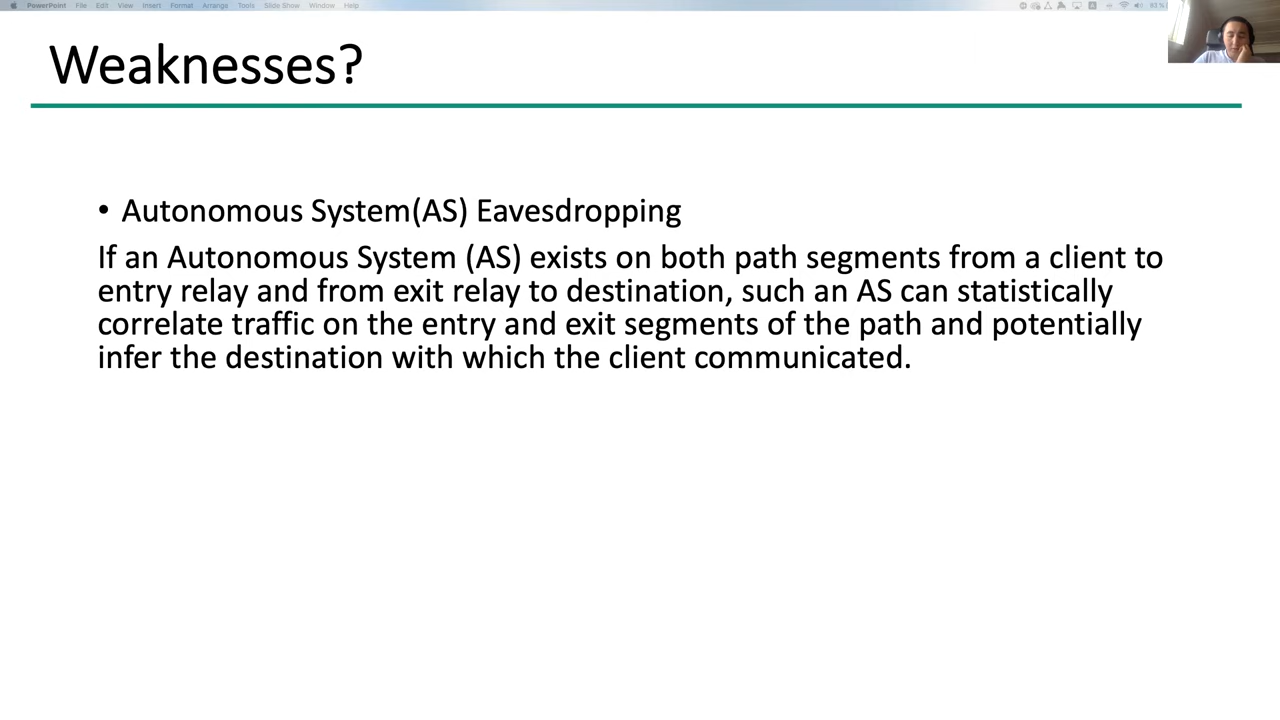 PowerPoint File Edit View Insert Format Arrange Tools Slide Show Window Help
93%
Weaknesses?
• Autonomous System(AS) Eavesdropping
If an Autonomous System (AS) exists on both path segments from a client to
entry relay and from exit relay to destination, such an AS can statistically
correlate traffic on the entry and exit segments of the path and potentially
infer the destination with which the client communicated.